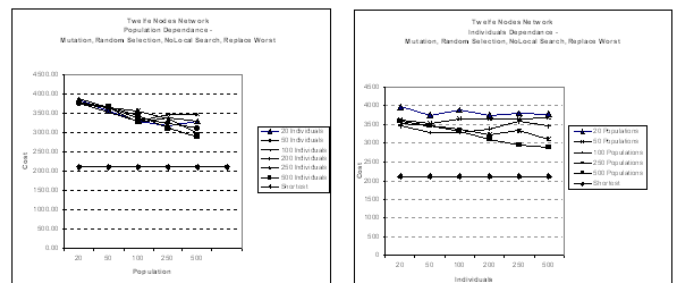 Twelfe Nodes Network
Population Dependance -
Mutation, Random Selection, NoLocal Search, Replace Worst
4500.00
4000.00
3500.00
3000.00
2500.00
2000.00
1500.00
1000.00
500.00
0.00
Cost
20 50 100 250 500
Population
20 Individuals
50 Individuals
100 Individuals
200 Individuals
250 Individuals
500 Individuals
Shortest
Twelfe Nodes Network
Individuals Dependance -
Mutation, Random Selection, NoLocal Search, Replace Worst
4500
4000
3500
3000
2500
2000
1500
1000
500
0
Cost
20 50 100 200 250 500
Individuals
20 Populations
50 Populations
100 Populations
250 Populations
500 Populations
Shortest